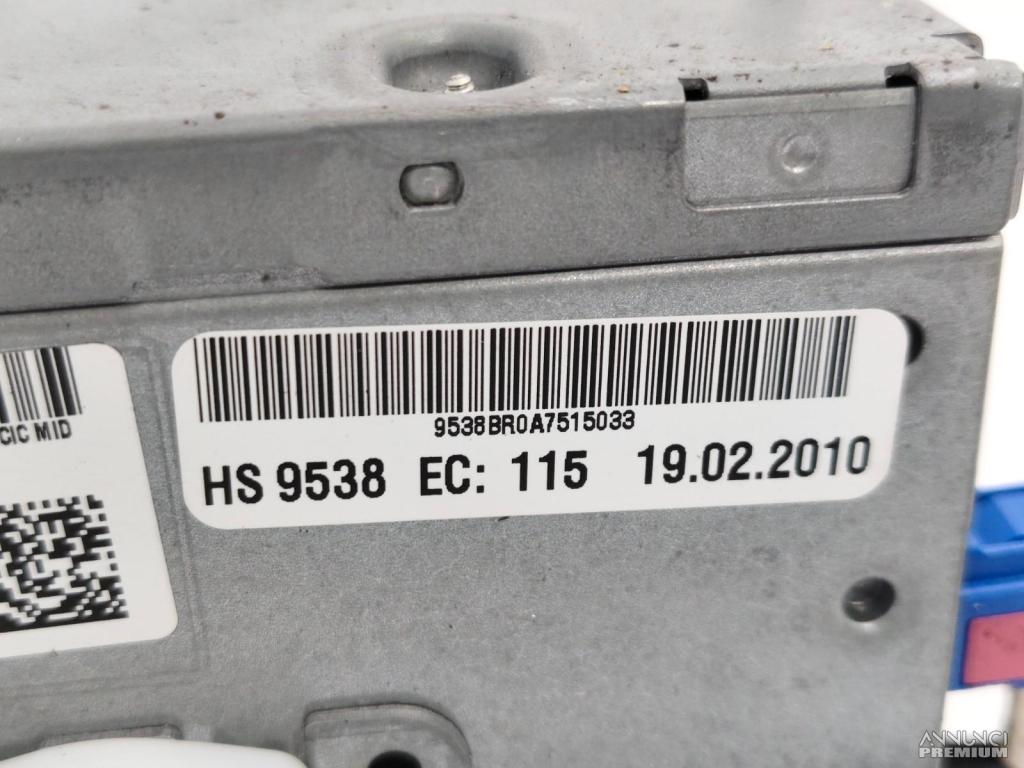 CIC MID
9538BR0A7515033
HS 9538 EC: 115 19.02.2010
ANNUNCI
PREMIUM